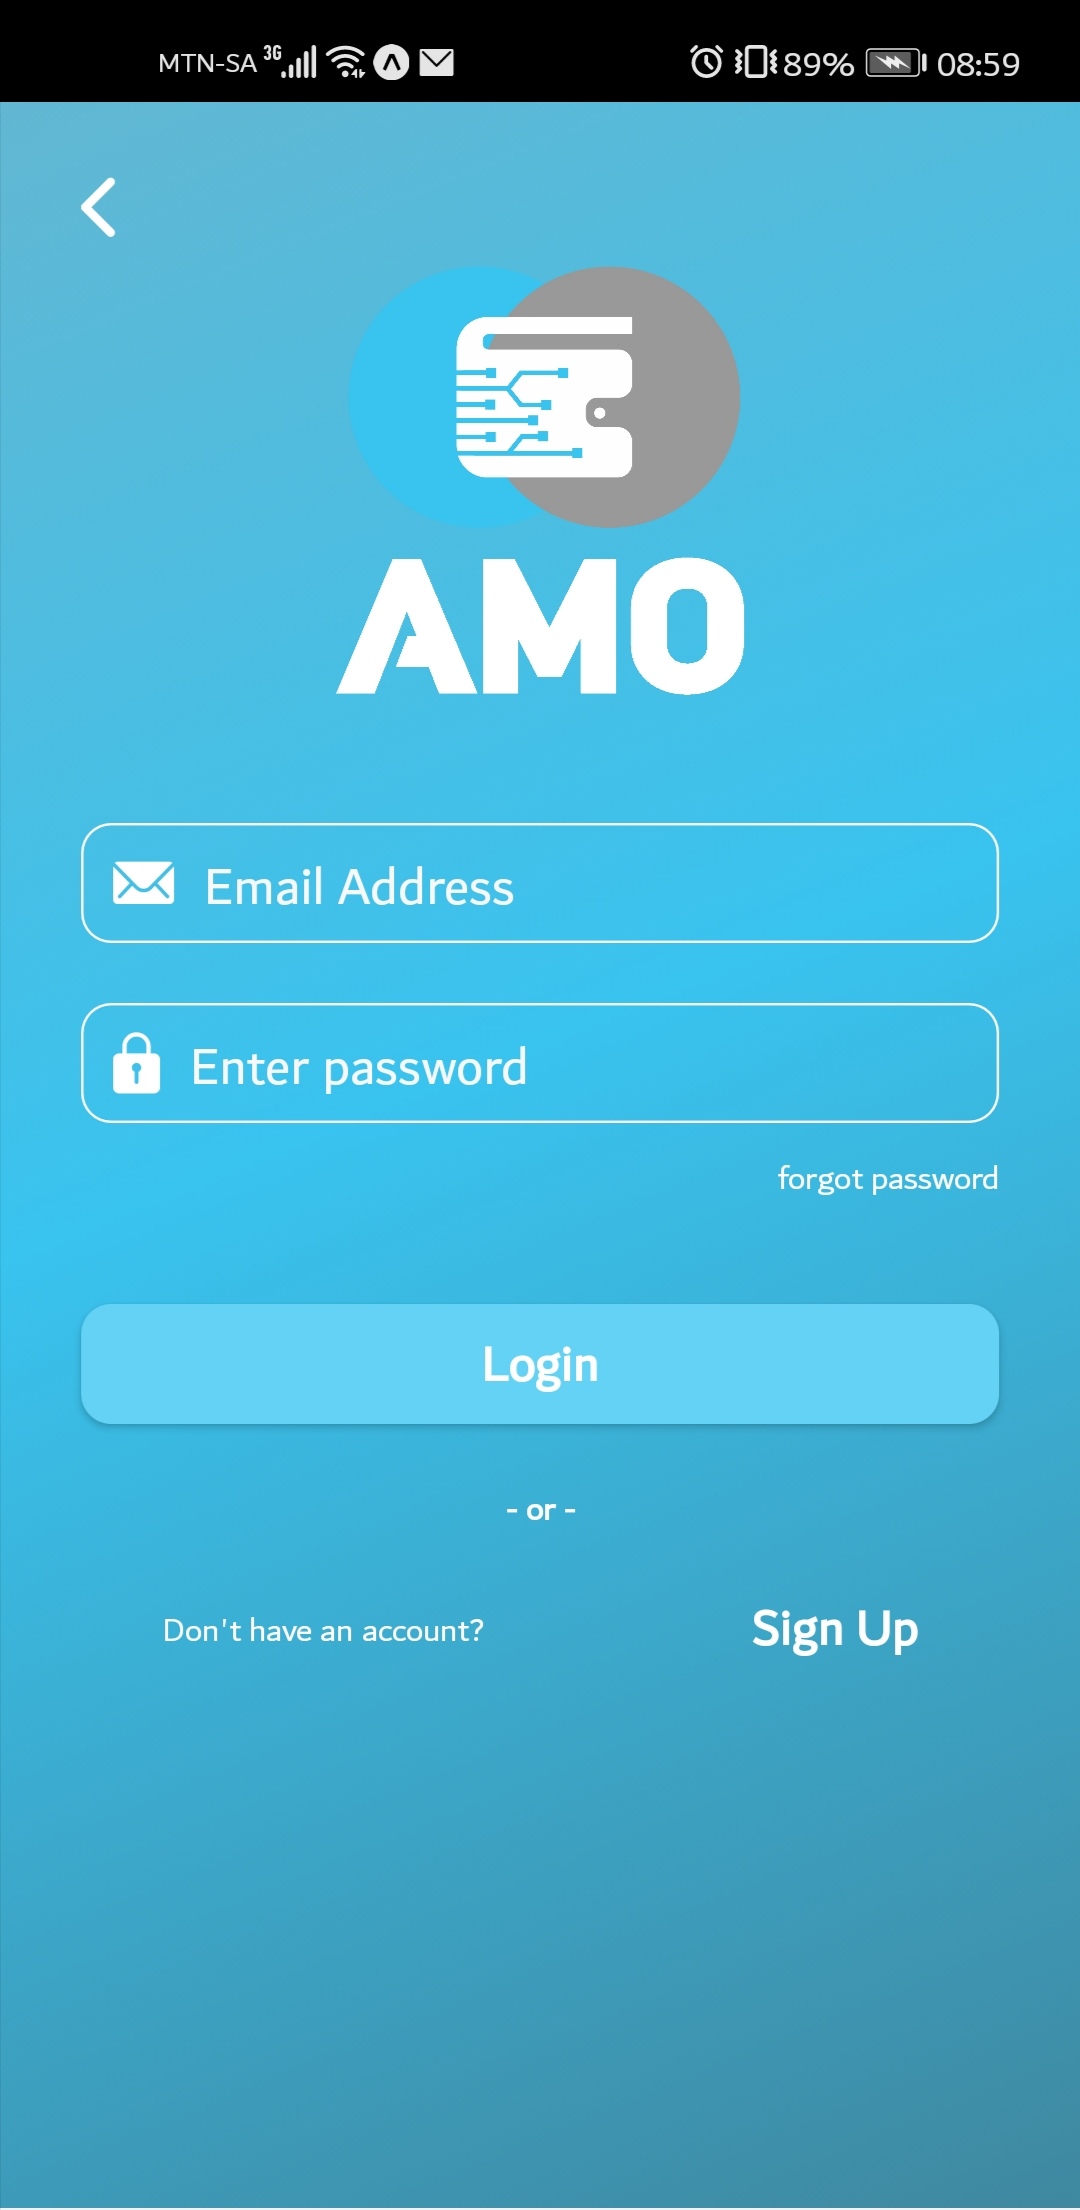 MTN-SA 3G 89% 08:59
AMO
Email Address
Enter password
forgot password
Login
- or -
Don't have an account? Sign Up